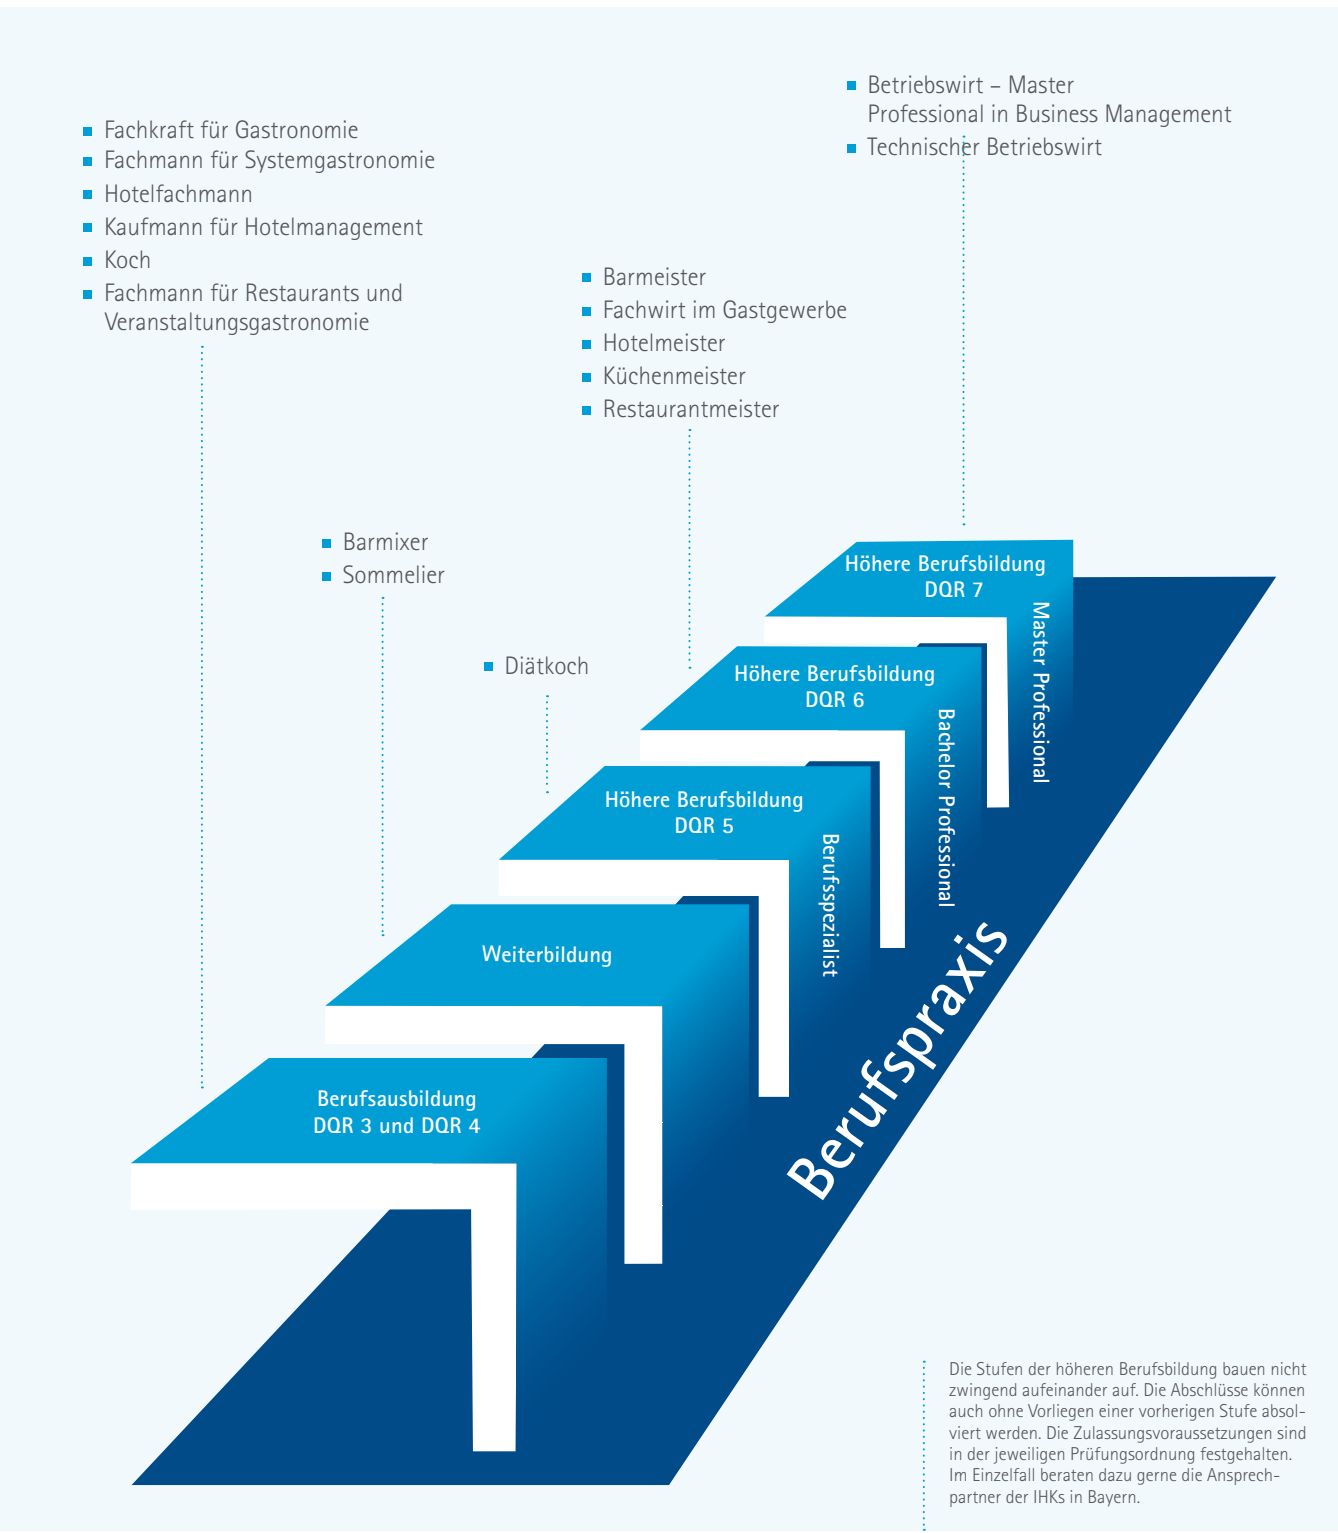 Betriebswirt – Master
Professional in Business Management
Technischer Betriebswirt
Fachkraft für Gastronomie
Fachmann für Systemgastronomie
Hotelfachmann
Kaufmann für Hotelmanagement
Koch
Fachmann für Restaurants und
Veranstaltungsgastronomie
Barmeister
Fachwirt im Gastgewerbe
Hotelmeister
Küchenmeister
Restaurantmeister
Barmixer
Sommelier
Diätkoch
Höhere Berufsbildung
DQR 7
Master Professional
Höhere Berufsbildung
DQR 6
Bachelor Professional
Höhere Berufsbildung
DQR 5
Berufsspezialist
Weiterbildung
Berufsausbildung
DQR 3 und DQR 4
Berufspraxis
Die Stufen der höheren Berufsbildung bauen nicht
zwingend aufeinander auf. Die Abschlüsse können
auch ohne Vorliegen einer vorherigen Stufe absol-
viert werden. Die Zulassungsvoraussetzungen sind
in der jeweiligen Prüfungsordnung festgehalten.
Im Einzelfall beraten dazu gerne die Ansprech-
partner der IHKs in Bayern.